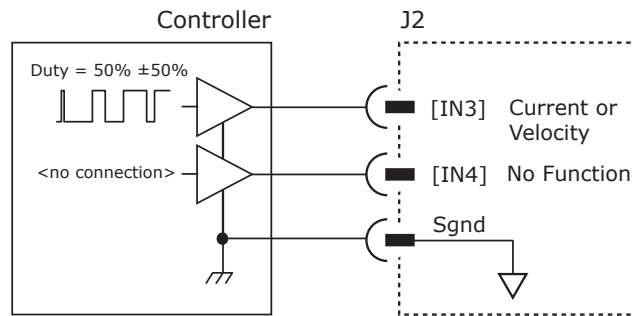 Controller
J2
Duty = 50% ±50%
[IN3] Current or
Velocity
<no connection>
[IN4] No Function
Sgnd